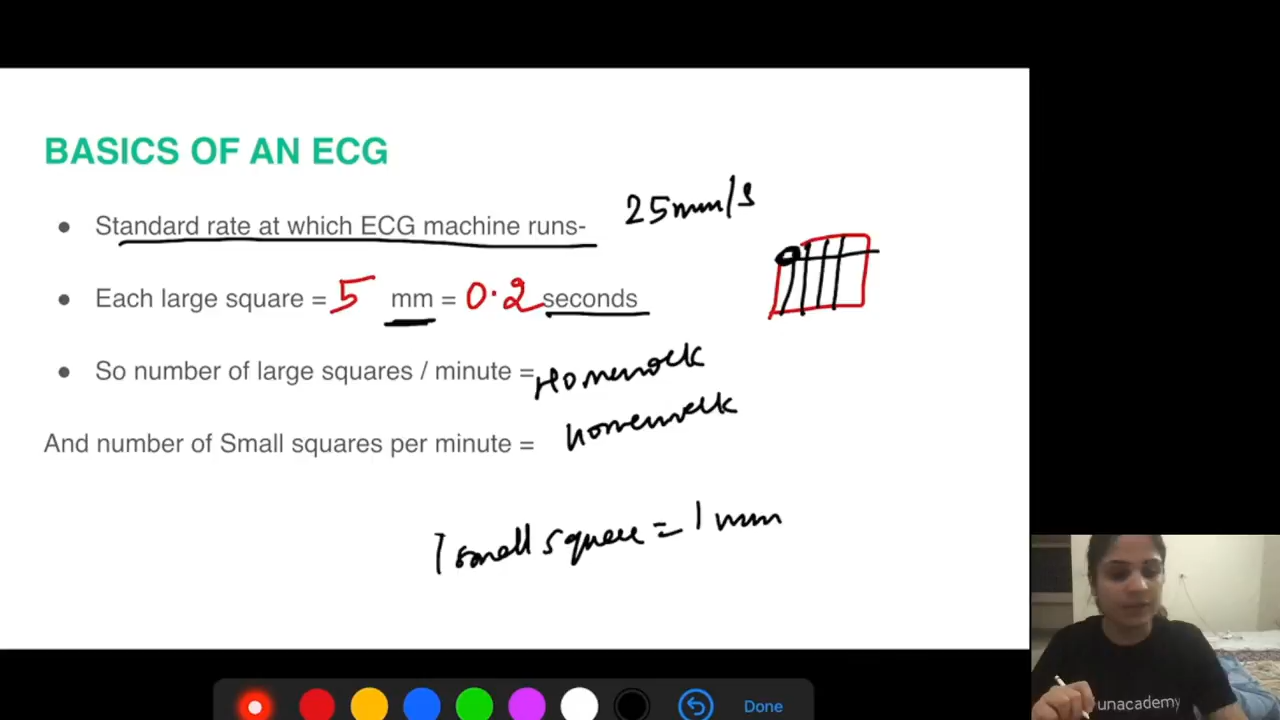 BASICS OF AN ECG
● Standard rate at which ECG machine runs- 25mm/s
● Each large square = 5 mm = 0.2 seconds
● So number of large squares / minute = Homework
And number of Small squares per minute = homework
1 small square = 1 mm
unacademy
Done